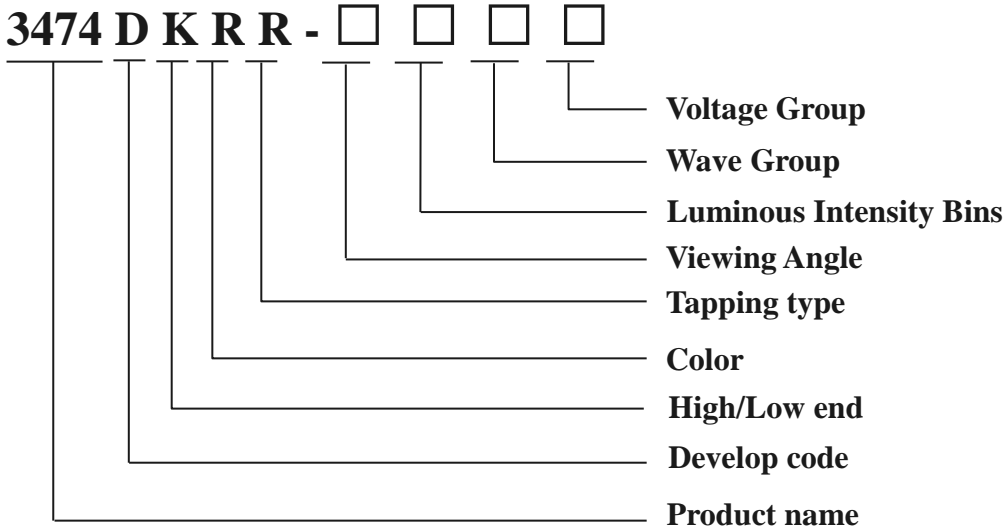 3474 D K R R - □ □ □ □
Voltage Group
Wave Group
Luminous Intensity Bins
Viewing Angle
Tapping type
Color
High/Low end
Develop code
Product name